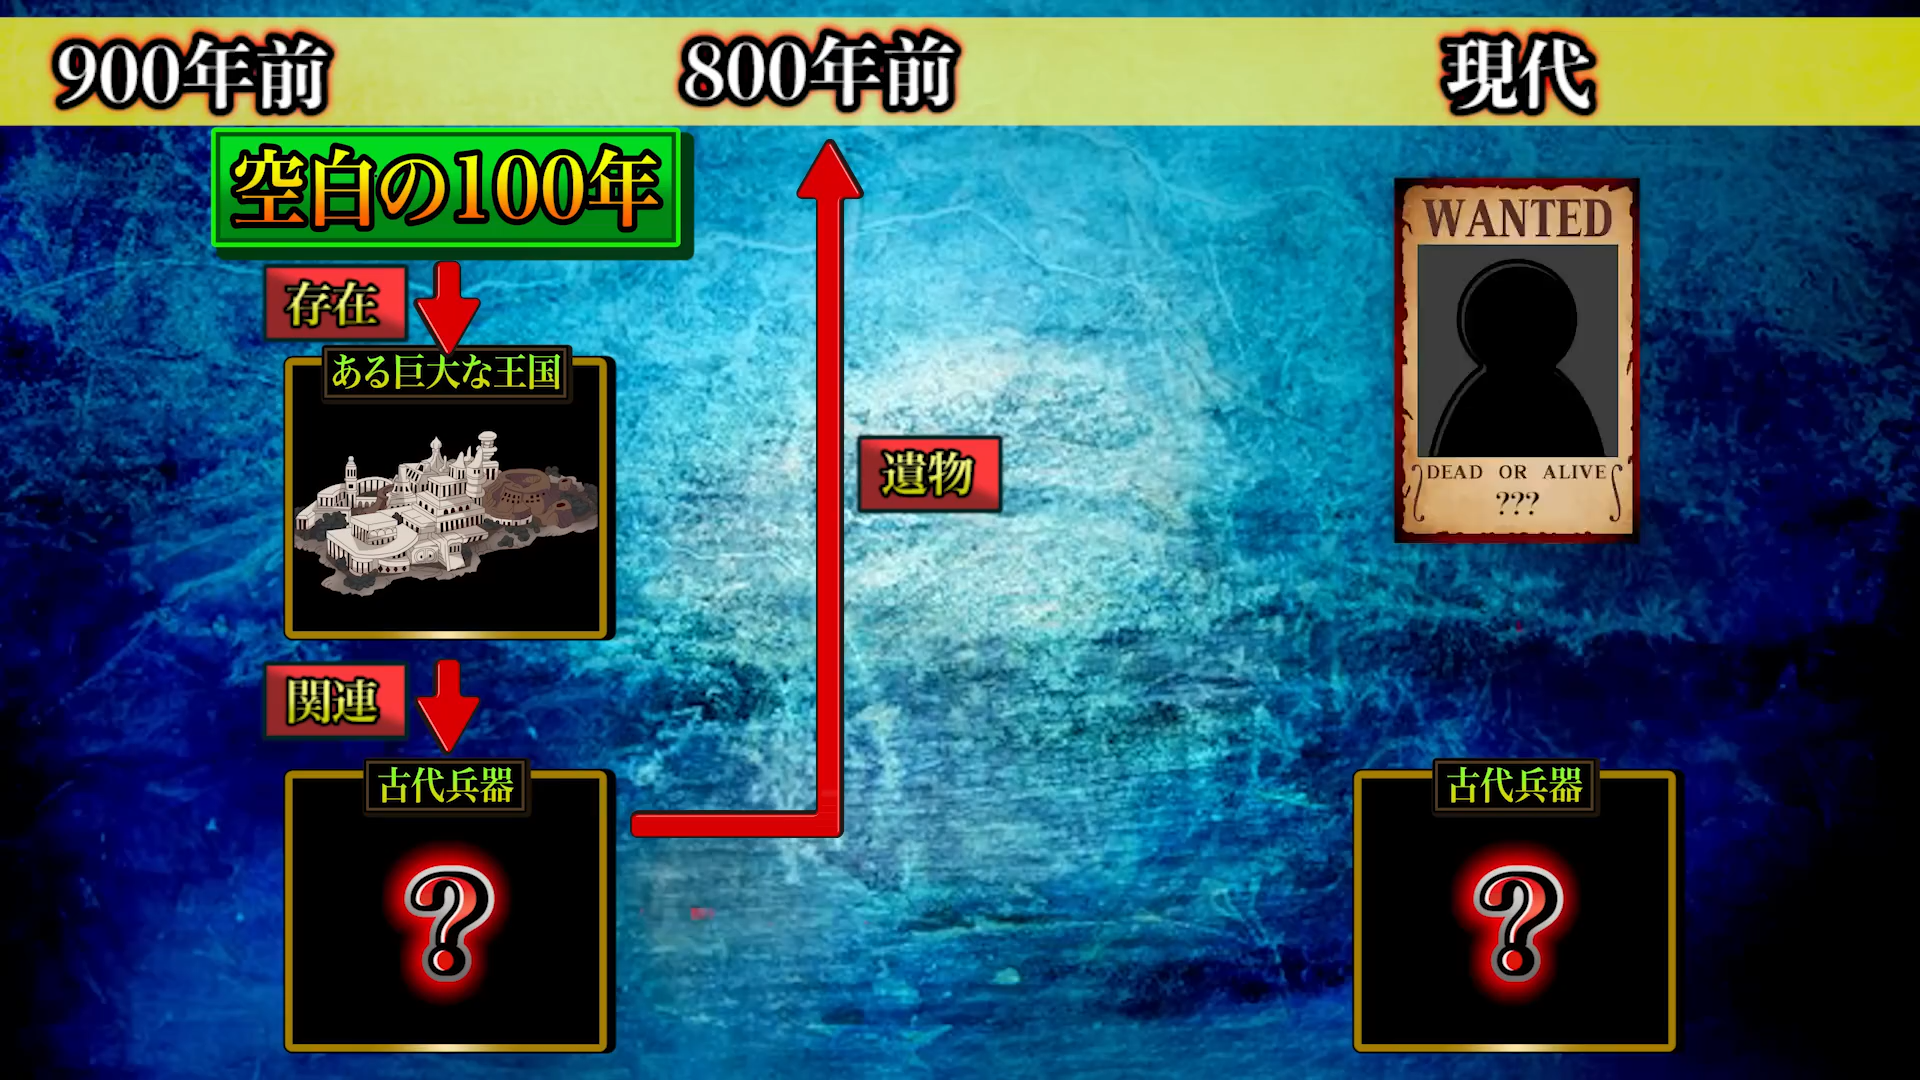 900年前
800年前
現代
空白の100年
存在
ある巨大な王国
関連
古代兵器
?
遺物
WANTED
DEAD OR ALIVE
???
古代兵器
?